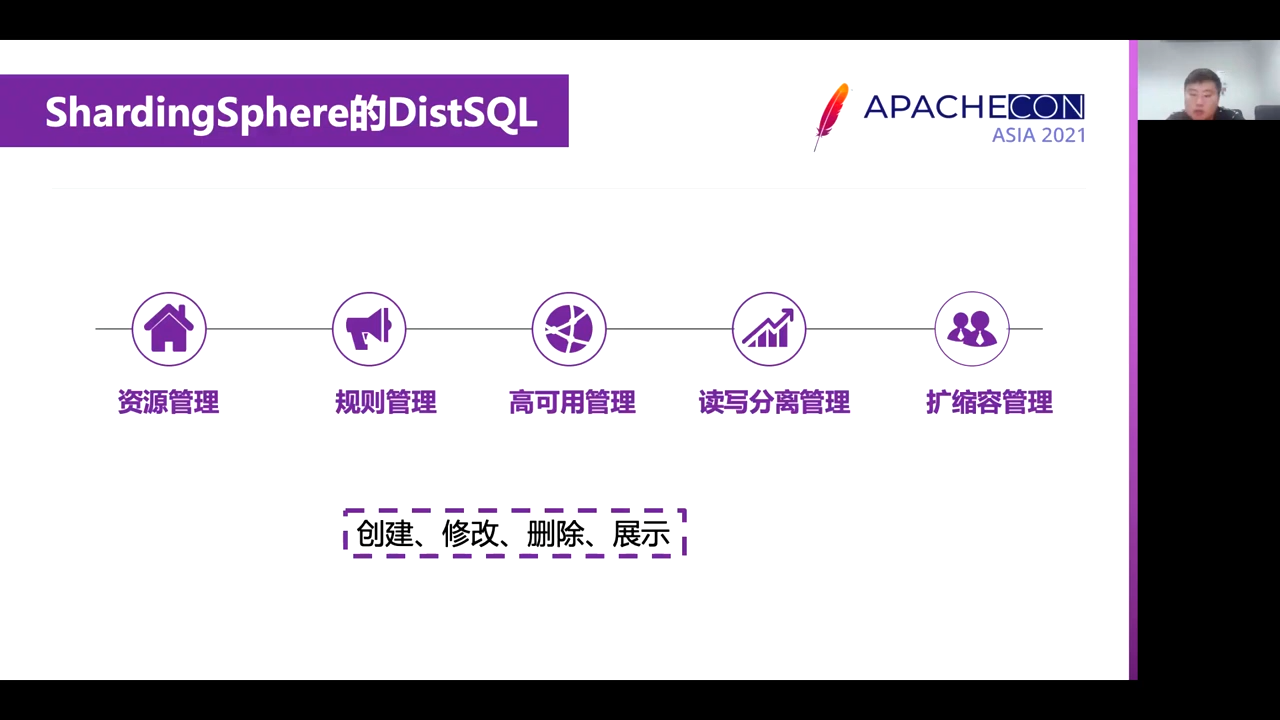 ShardingSphere的DistSQL
APACHECON
ASIA 2021
资源管理
规则管理
高可用管理
读写分离管理
扩缩容管理
创建、修改、删除、展示